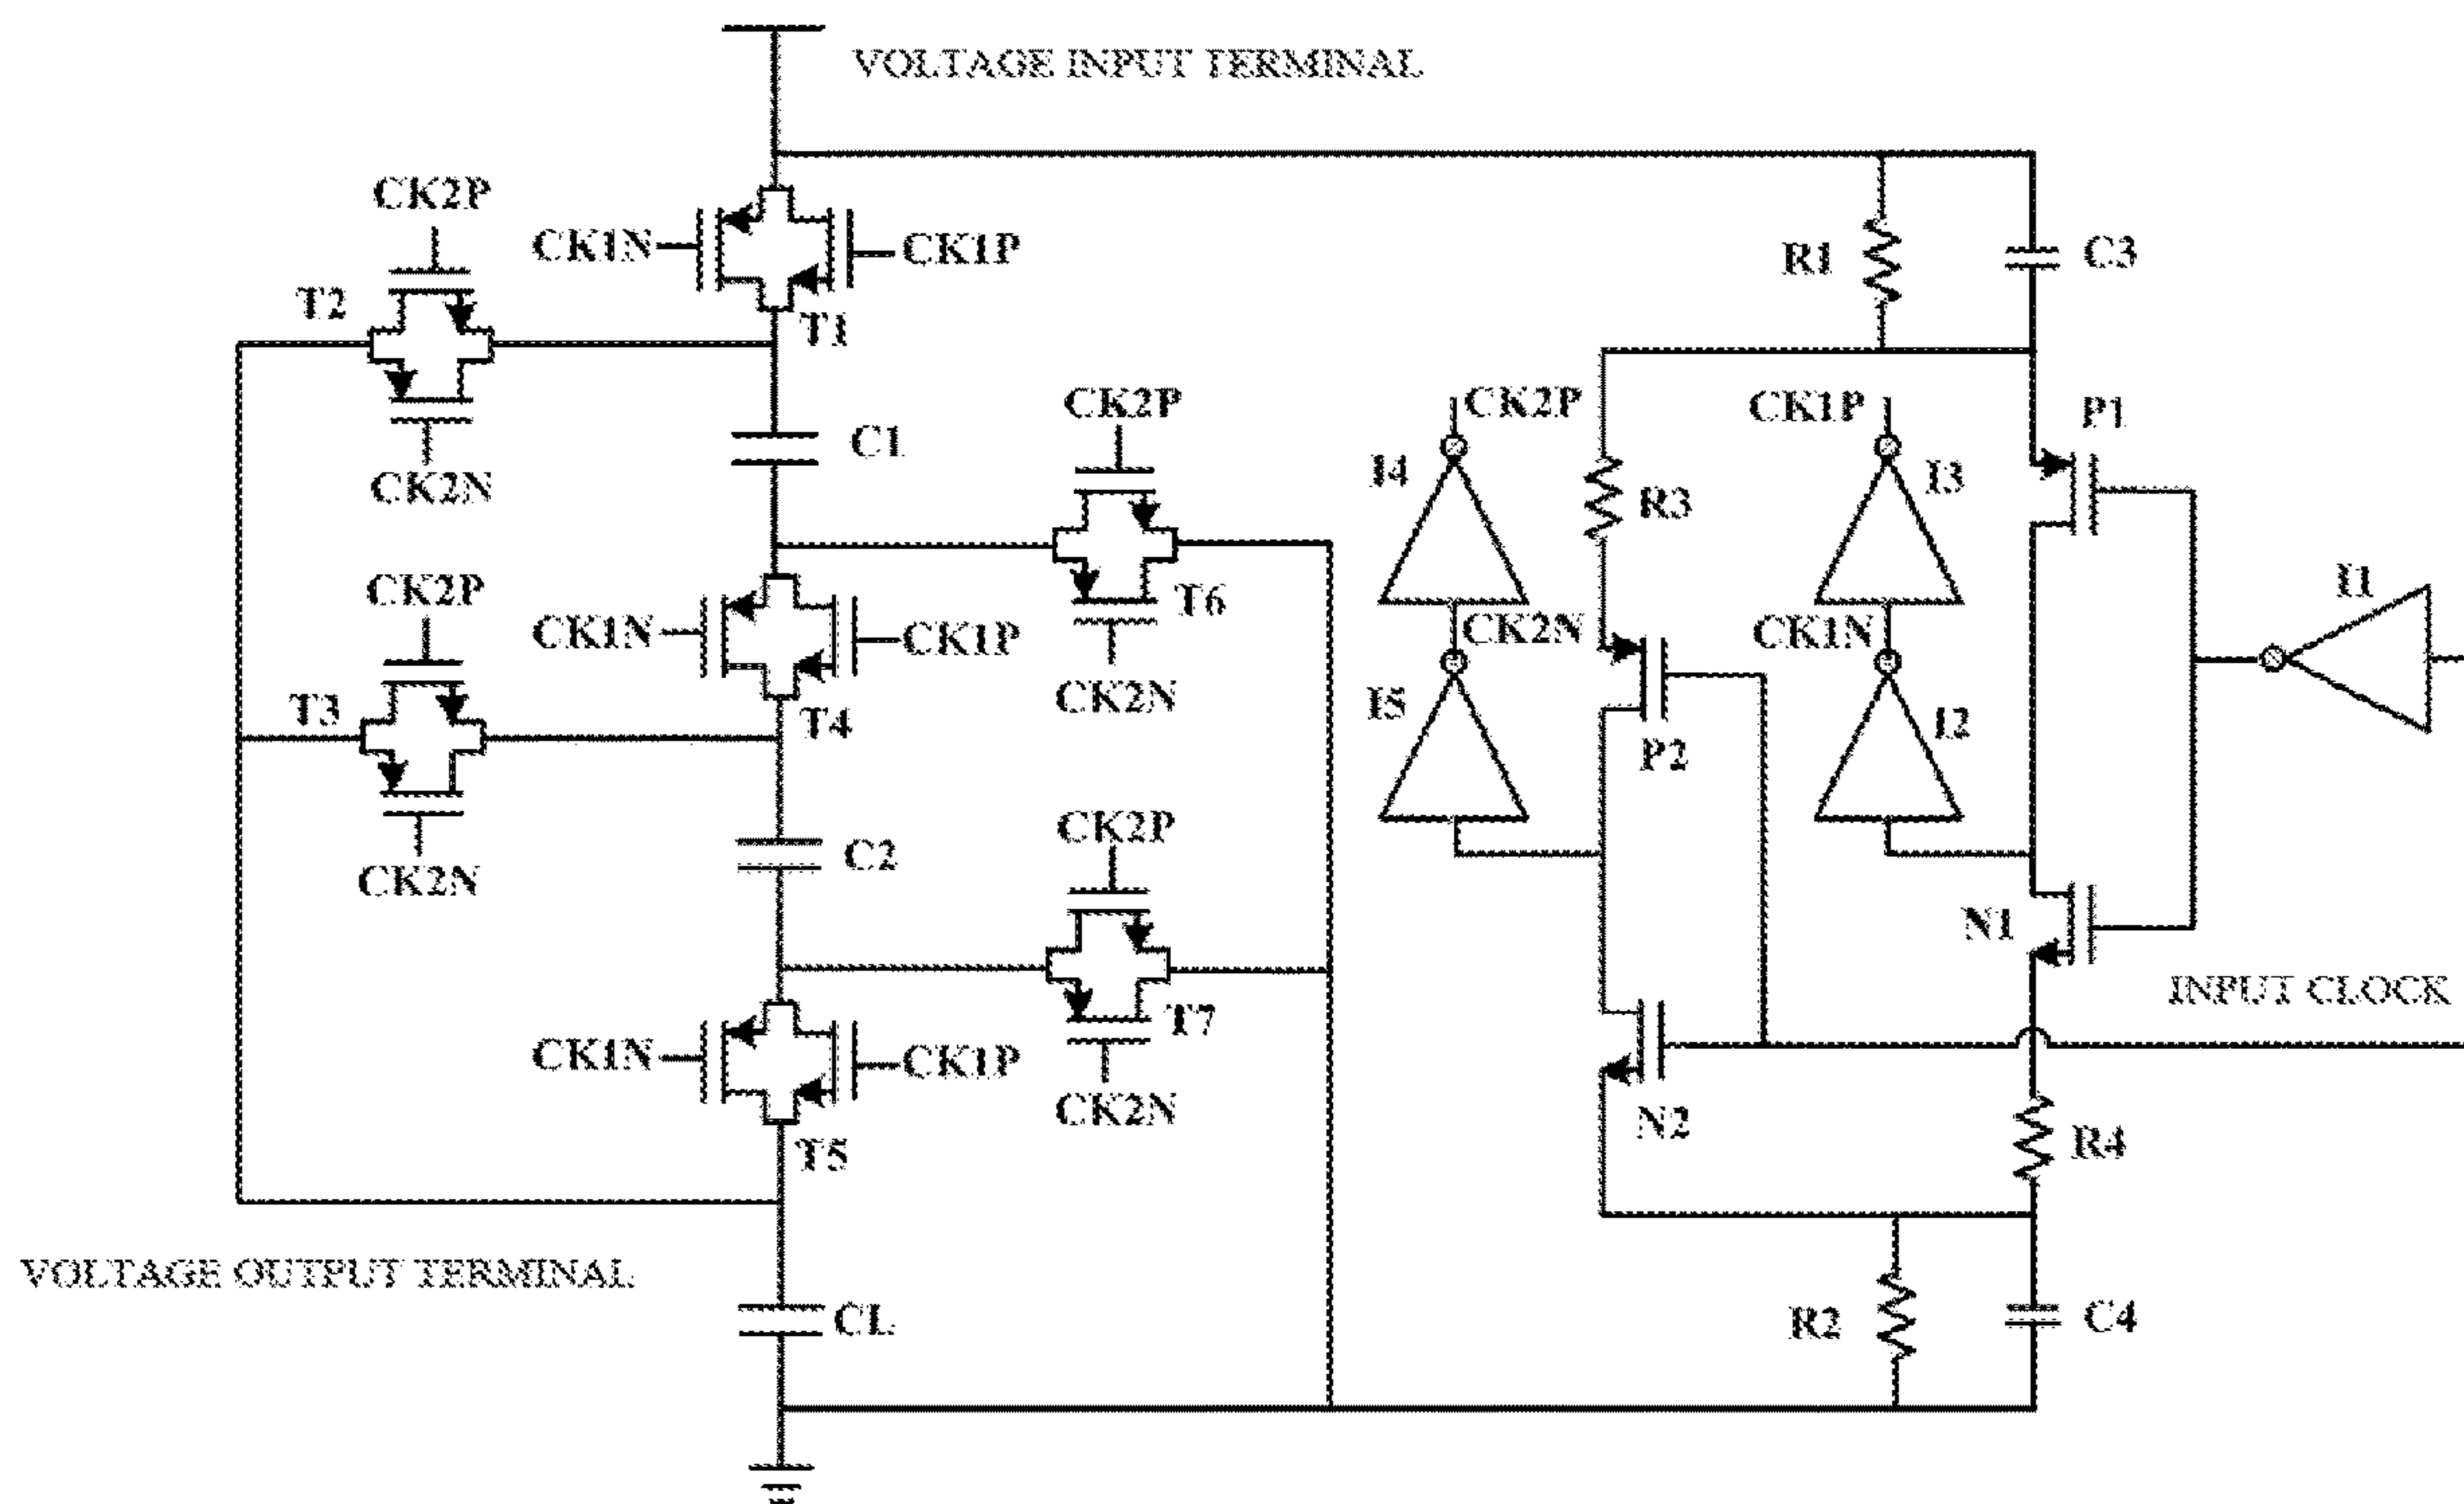 VOLTAGE INPUT TERMINAL
CK2P
CK1N
CK1P
R1
C3
T2
T1
CK2N
C1
CK2P
CK2P
CK1P
P1
I4
R3
I3
CK2P
CK1N
CK1P
T6
CK2N
CK1N
I1
T3
T4
CK2N
I5
P2
I2
CK2N
C2
CK2P
N1
CK1N
CK1P
T7
INPUT CLOCK
T5
CK2N
N2
R4
VOLTAGE OUTPUT TERMINAL
CL
R2
C4